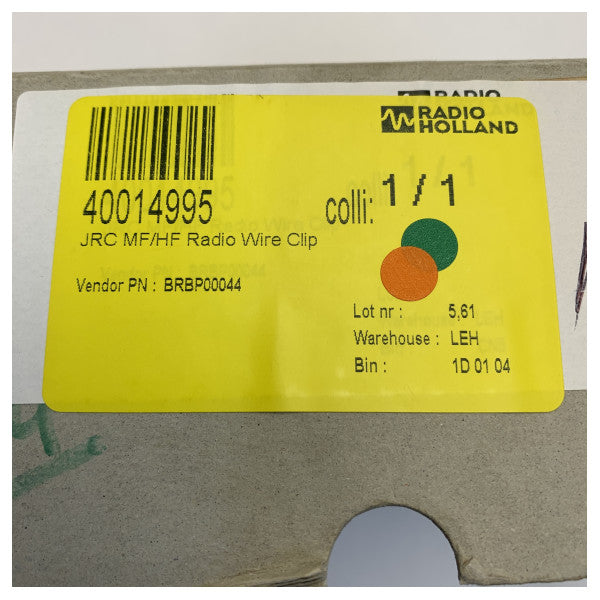 RADIO
RADIO
HOLLAND
40014995
JRC MF/HF Radio Wire Clip
colli: 1 / 1
Vendor PN : BRBP00044
Lot nr : 5,61
Warehouse : LEH
Bin : 1D 01 04